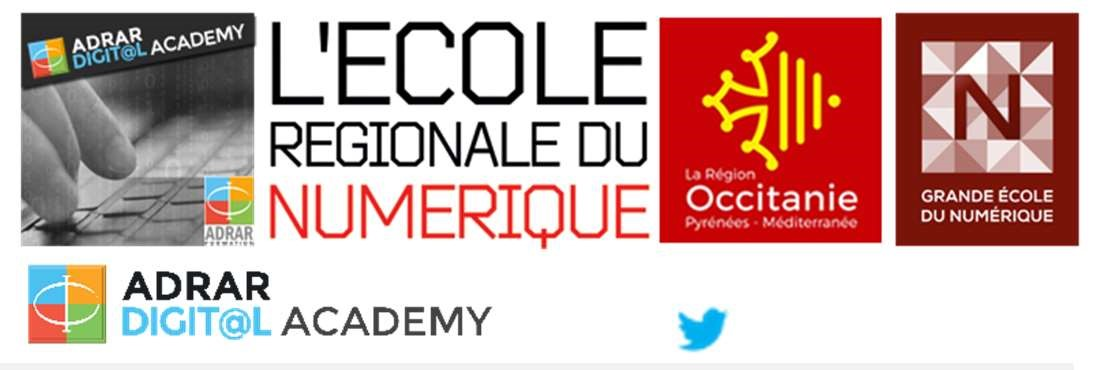 ADRAR
DIGIT@L ACADEMY
ADRAR
FORMATION
L'ECOLE
REGIONALE DU
NUMERIQUE
La Région
Occitanie
Pyrénées - Méditerranée
N
GRANDE ÉCOLE
DU NUMÉRIQUE
ADRAR
DIGIT@L ACADEMY